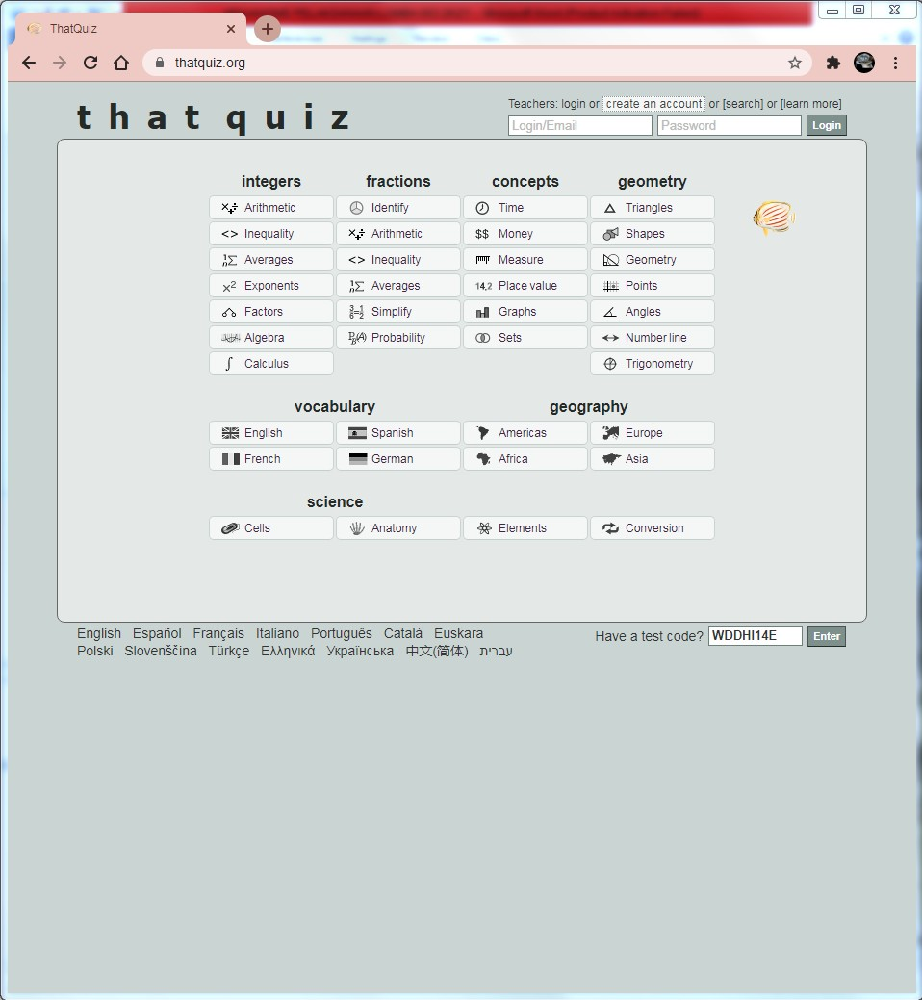 ThatQuiz
thatquiz.org
that quiz
Teachers: login or create an account or [search] or [learn more]
Login/Email Password Login
integers fractions concepts geometry
Arithmetic Identify Time Triangles
Inequality Arithmetic Money Shapes
Averages Inequality Measure Geometry
Exponents Averages Place value Points
Factors Simplify Graphs Angles
Algebra Probability Sets Number line
Calculus Trigonometry
vocabulary geography
English Spanish Americas Europe
French German Africa Asia
science
Cells Anatomy Elements Conversion
English Español Français Italiano Português Català Euskara
Polski Slovenščina Türkçe Ελληνικά Українська 中文(简体) עברית
Have a test code? WDDHI14E Enter